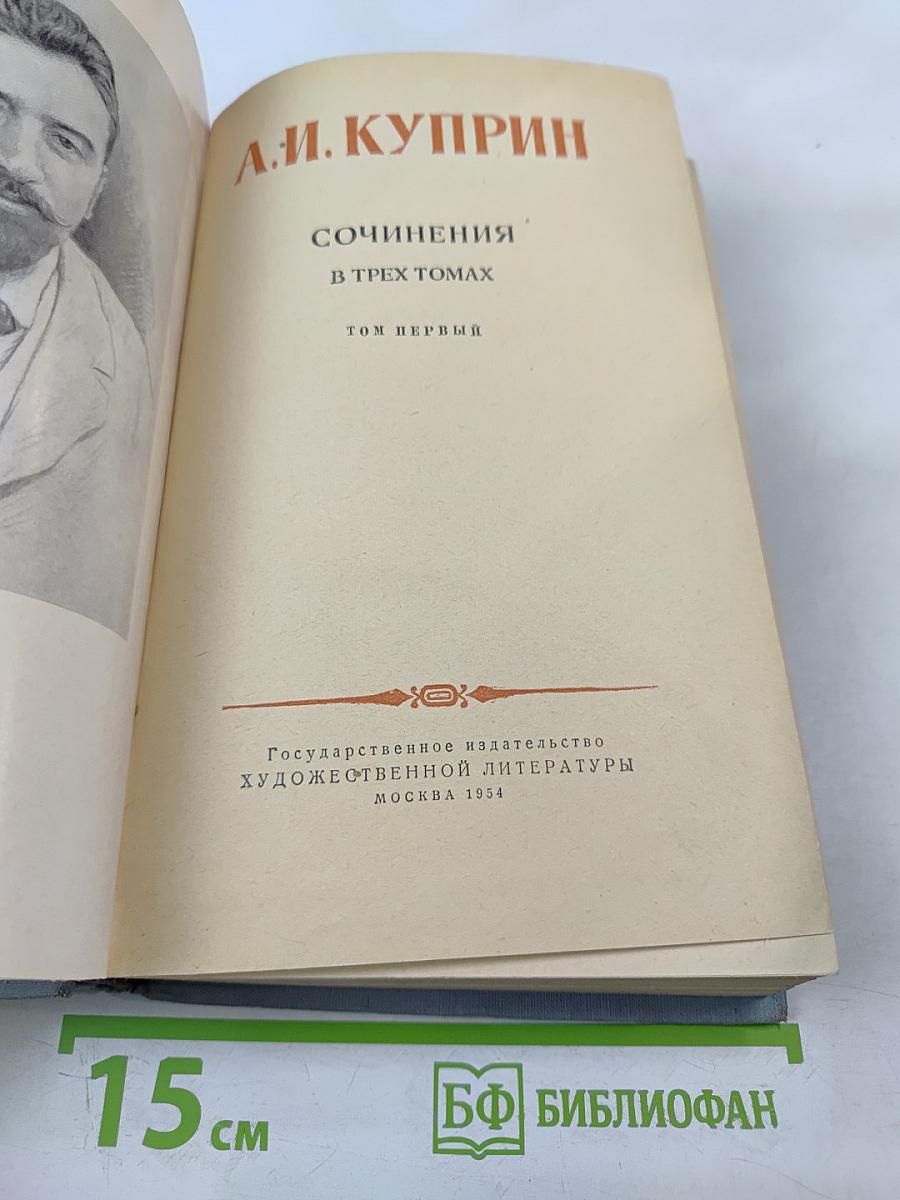 А. И. КУПРИН
СОЧИНЕНИЯ
В ТРЕХ ТОМАХ
ТОМ ПЕРВЫЙ
Государственное издательство
ХУДОЖЕСТВЕННОЙ ЛИТЕРАТУРЫ
МОСКВА 1954
15 см
БФ БИБЛИОФАН